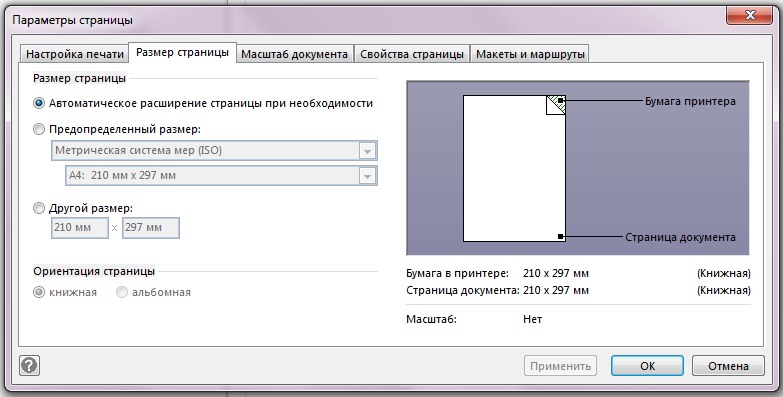 Параметры страницы
Настройка печати Размер страницы Масштаб документа Свойства страницы Макеты и маршруты
Размер страницы
Автоматическое расширение страницы при необходимости
Предопределенный размер:
Метрическая система мер (ISO)
A4: 210 мм x 297 мм
Другой размер:
210 мм x 297 мм
Ориентация страницы
книжная альбомная
Бумага принтера
Страница документа
Бумага в принтере: 210 x 297 мм (Книжная)
Страница документа: 210 x 297 мм (Книжная)
Масштаб: Нет
? Применить ОК Отмена